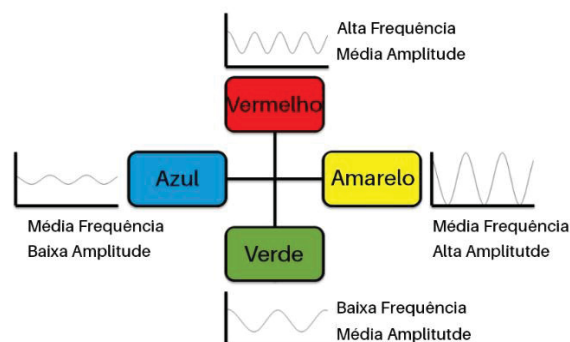 Alta Frequência
Média Amplitude
Vermelho
Azul
Amarelo
Média Frequência
Baixa Amplitude
Média Frequência
Alta Amplitutde
Verde
Baixa Frequência
Média Amplitutde